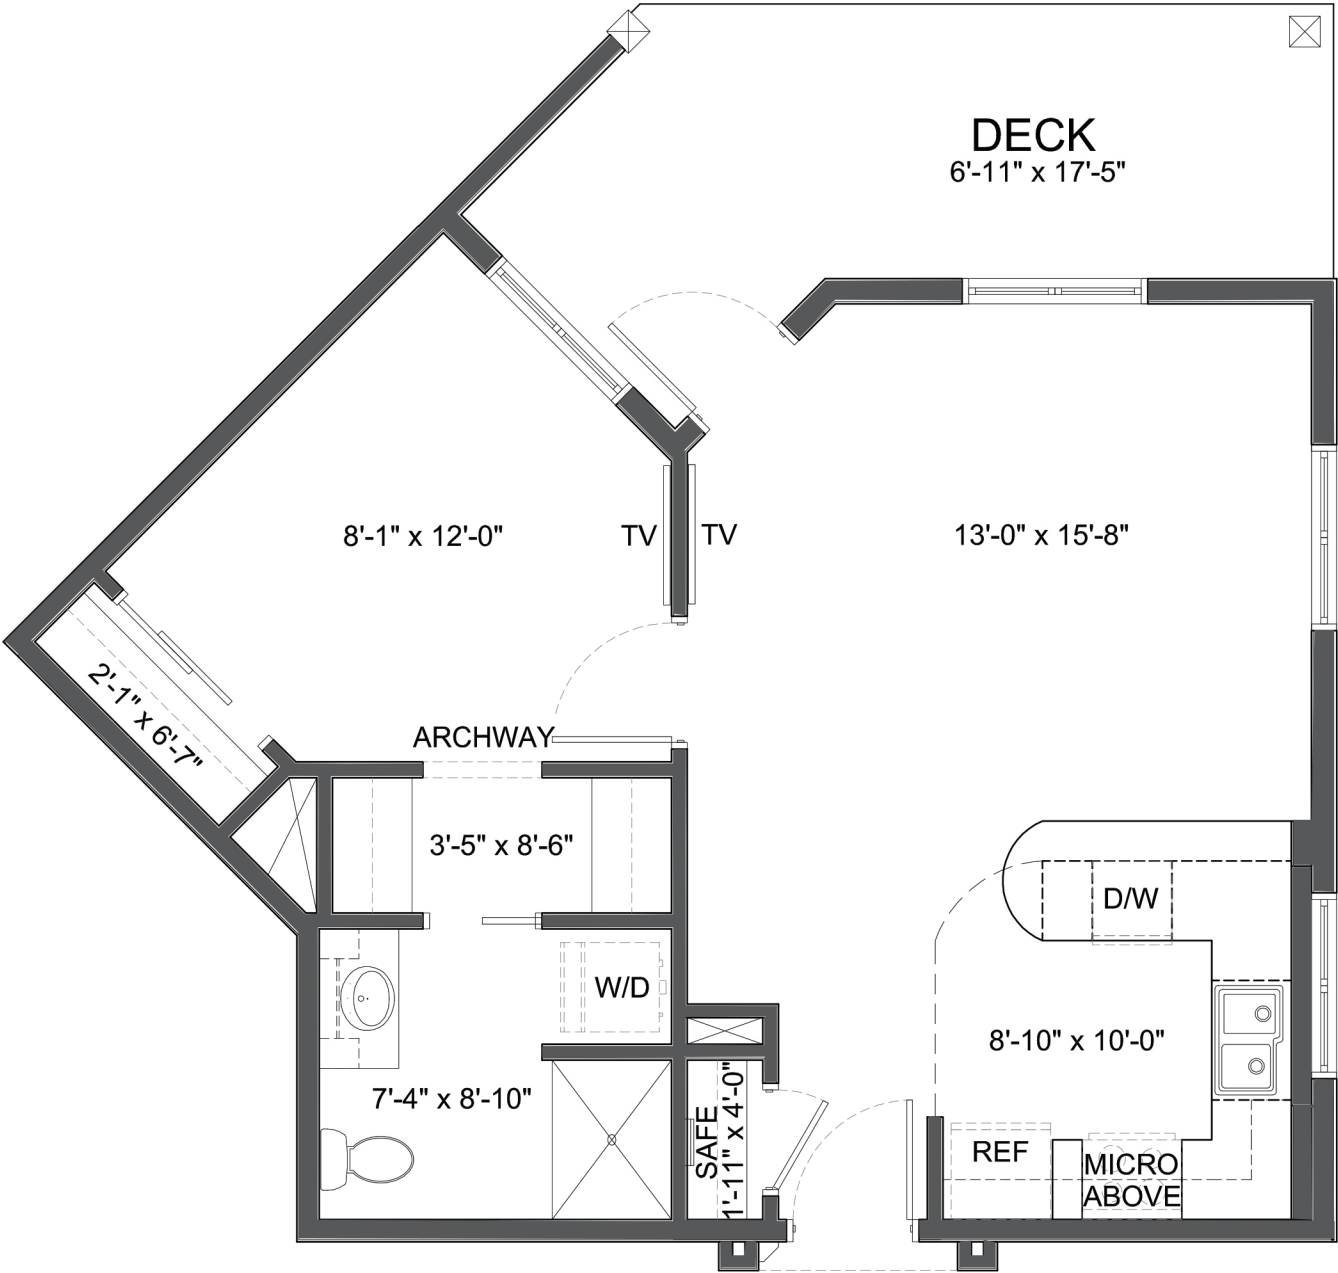 DECK
6'-11" x 17'-5"
8'-1" x 12'-0"
TV
TV
13'-0" x 15'-8"
2'-1" x 6'-7"
ARCHWAY
3'-5" x 8'-6"
D/W
W/D
8'-10" x 10'-0"
7'-4" x 8'-10"
SAFE
1'-11" x 4'-0"
REF
MICRO
ABOVE